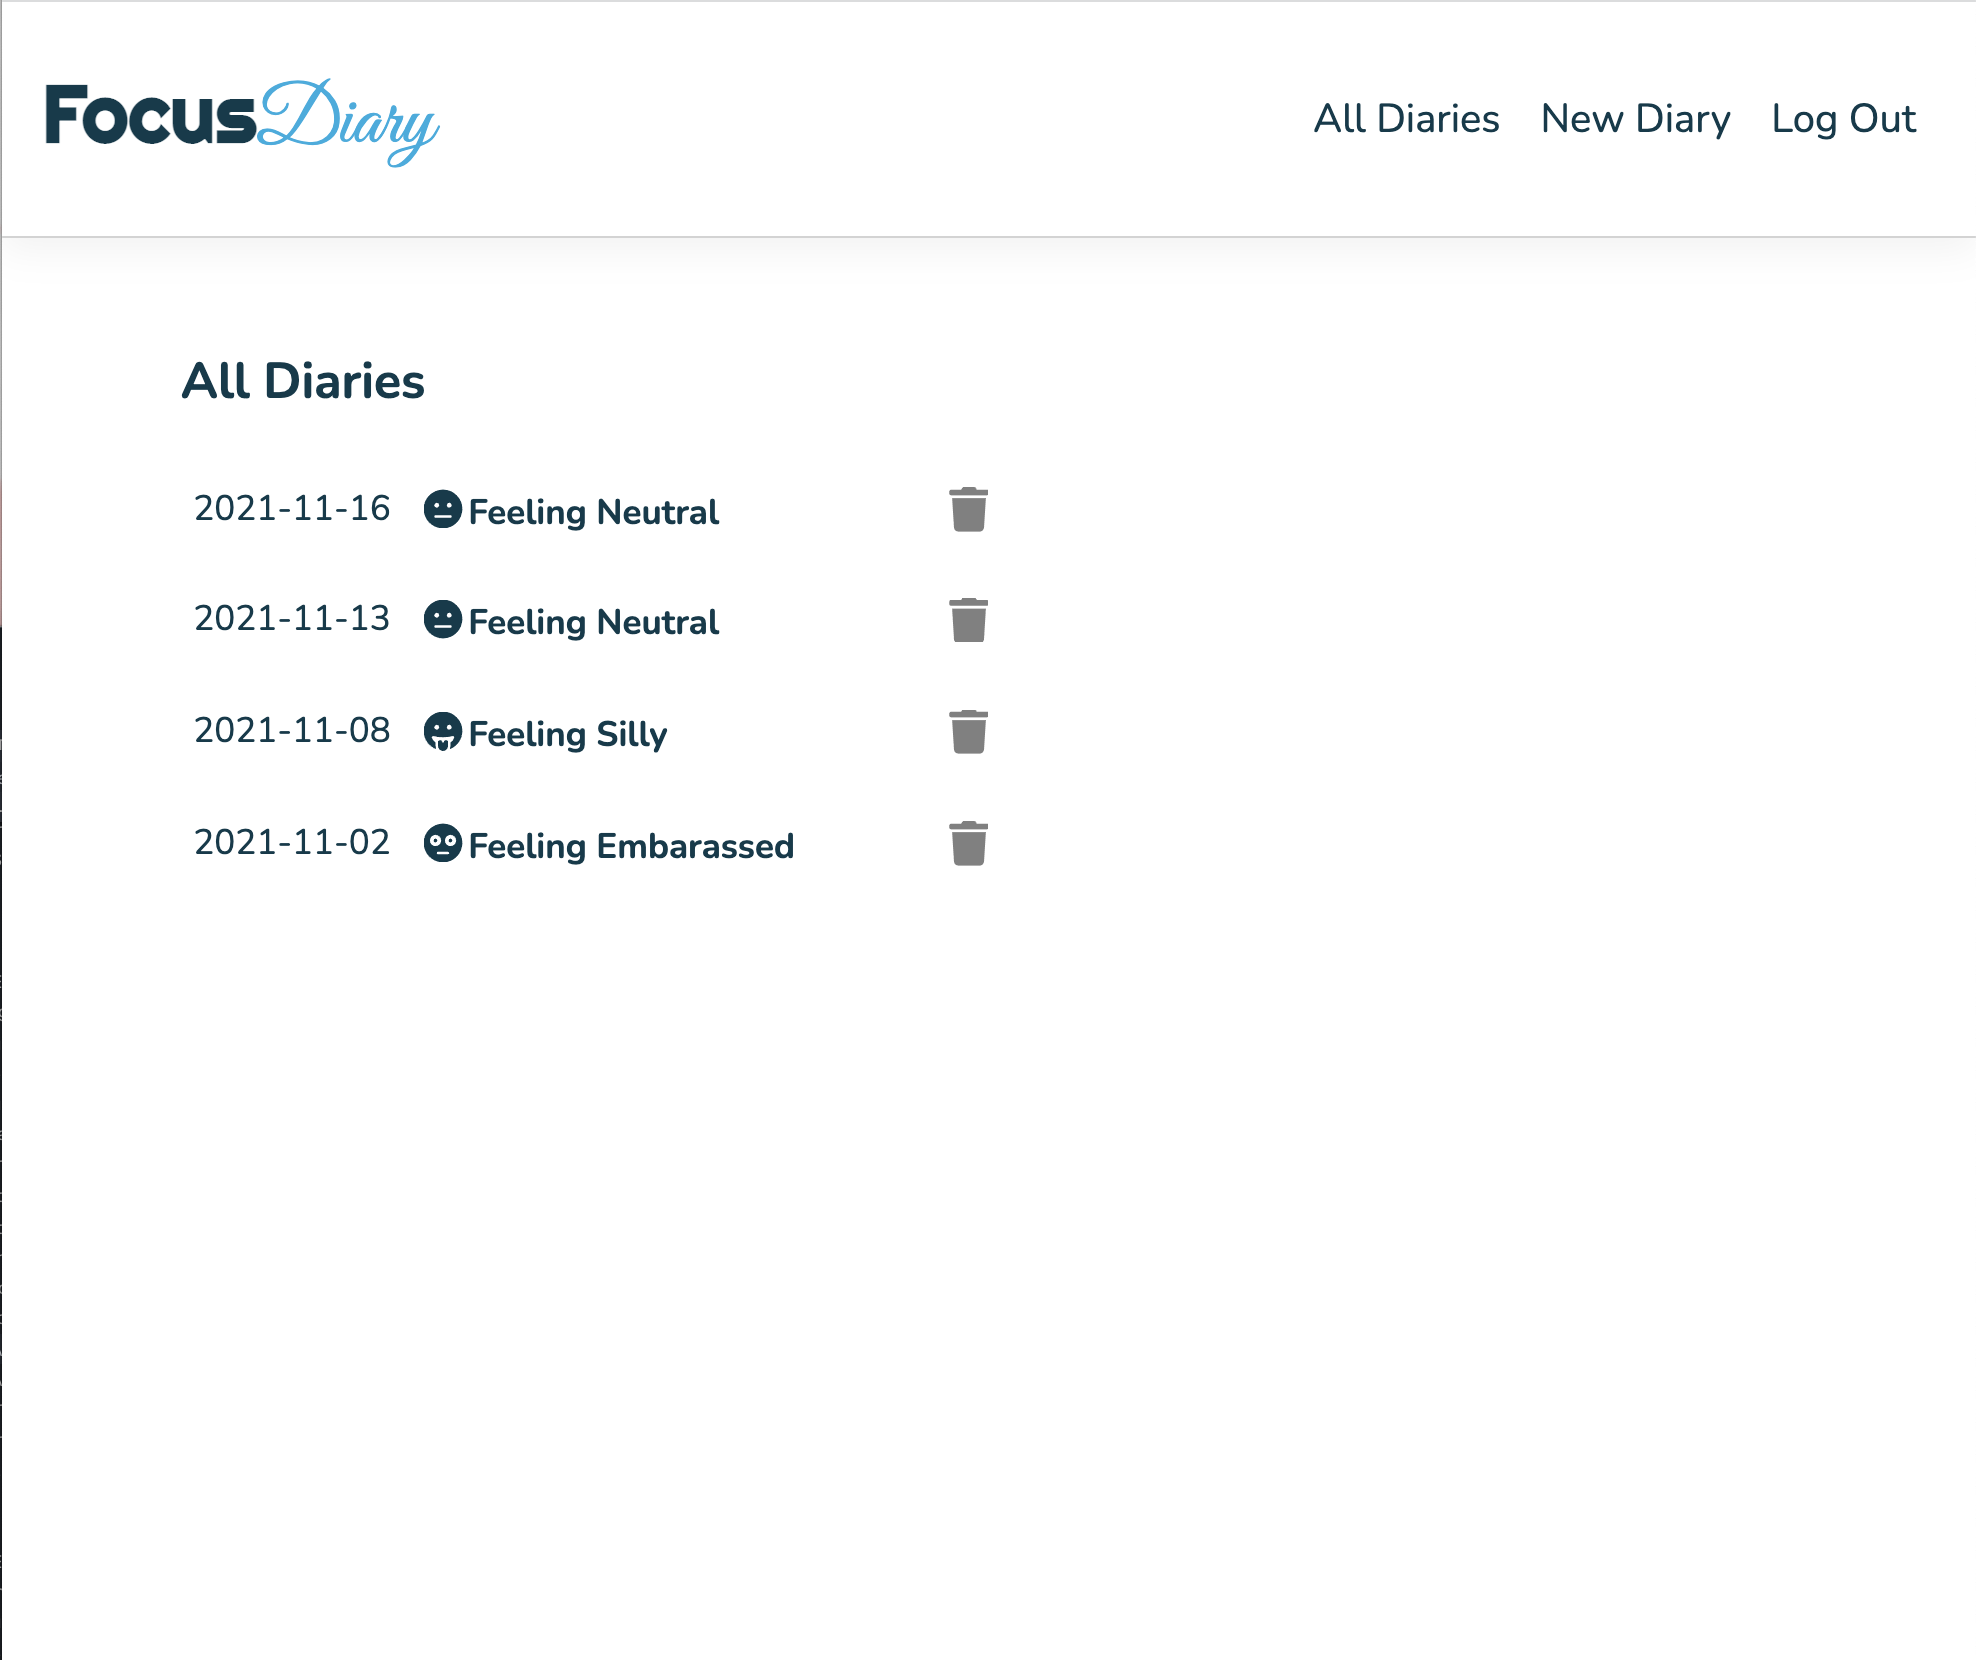 FocusDiary
All Diaries New Diary Log Out
All Diaries
2021-11-16 Feeling Neutral
2021-11-13 Feeling Neutral
2021-11-08 Feeling Silly
2021-11-02 Feeling Embarassed